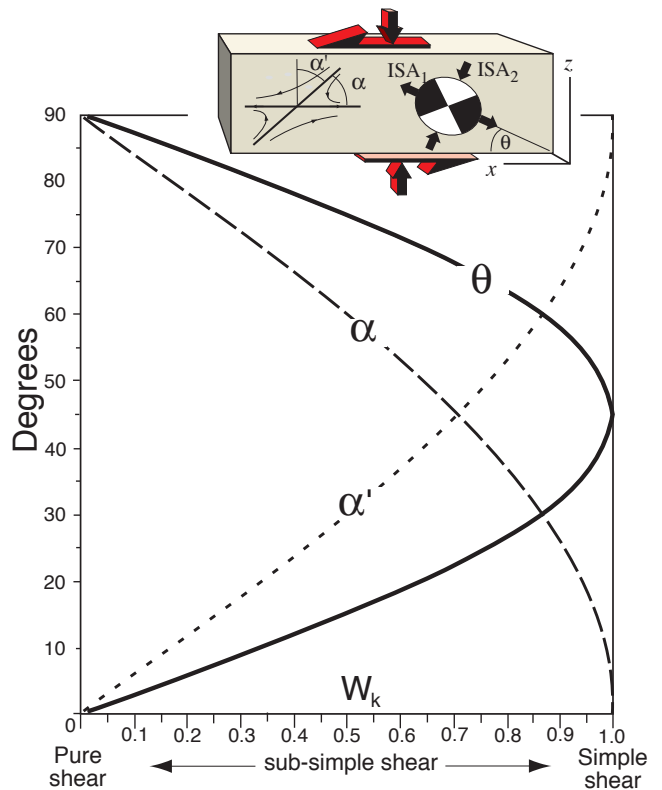 α'
α
ISA1
ISA2
z
θ
x
90
80
70
60
50
40
30
20
10
0
Degrees
θ
α
α'
Wk
0.1 0.2 0.3 0.4 0.5 0.6 0.7 0.8 0.9 1.0
Pure shear
sub-simple shear
Simple shear